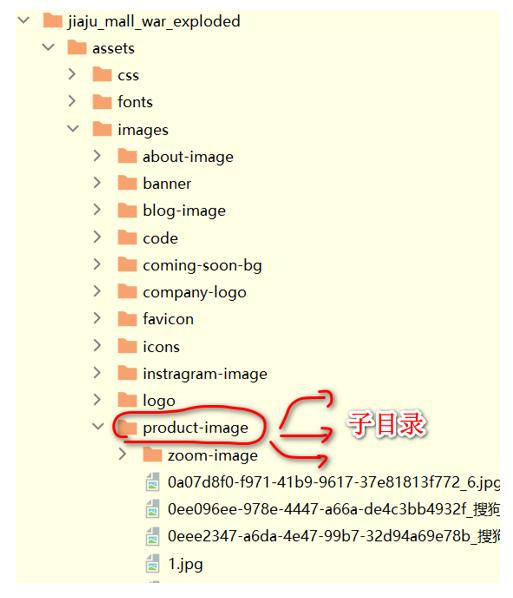 jiaju_mall_war_exploded
assets
css
fonts
images
about-image
banner
blog-image
code
coming-soon-bg
company-logo
favicon
icons
instragram-image
logo
product-image 子目录
zoom-image
0a07d8f0-f971-41b9-9617-37e81813f772_6.jpg
0ee096ee-978e-4447-a66a-de4c3bb4932f_搜狗
0eee2347-a6da-4e47-99b7-32d94a69e78b_搜狗
1.jpg